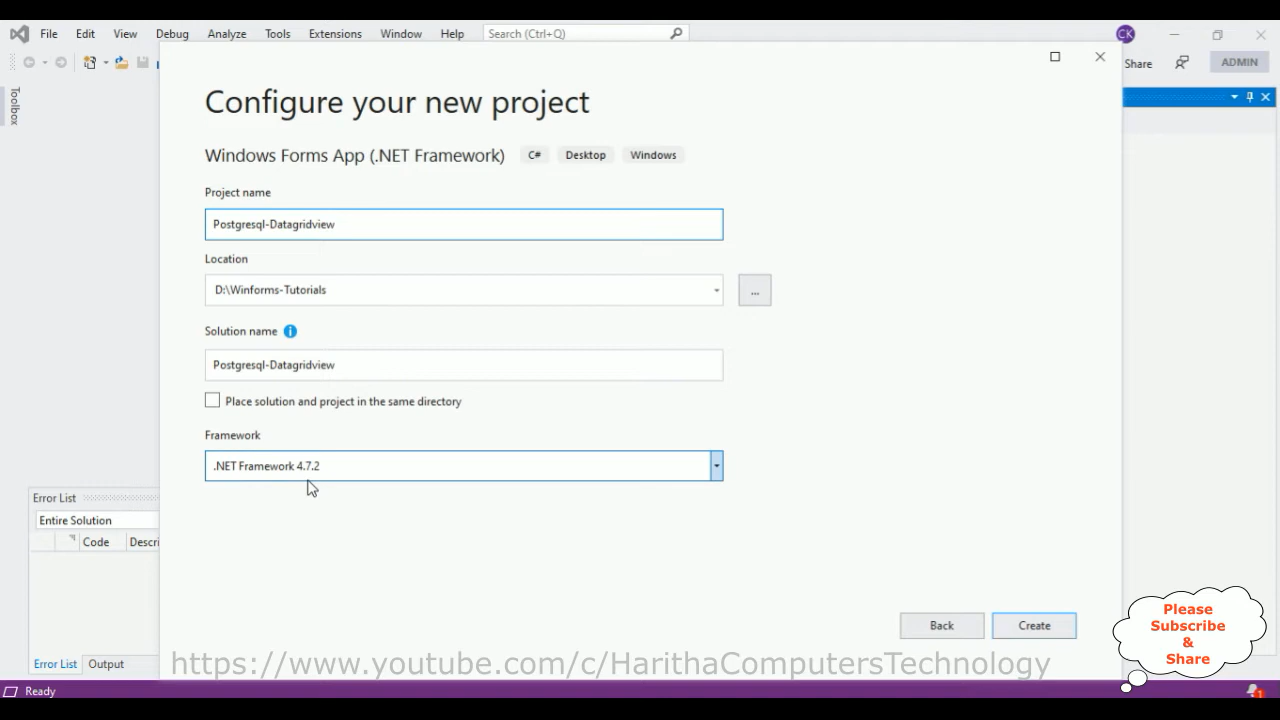 File Edit View Debug Analyze Tools Extensions Window Help Search (Ctrl+Q) CK
Share ADMIN
Toolbox
Configure your new project
Windows Forms App (.NET Framework) C# Desktop Windows
Project name
Postgresql-Datagridview
Location
D:\Winforms-Tutorials
...
Solution name
Postgresql-Datagridview
Place solution and project in the same directory
Framework
.NET Framework 4.7.2
Error List
Entire Solution
Code Descri
Back Create
Error List Output
https://www.youtube.com/c/HarithaComputersTechnology
Please
Subscribe
&
Share
Ready
1